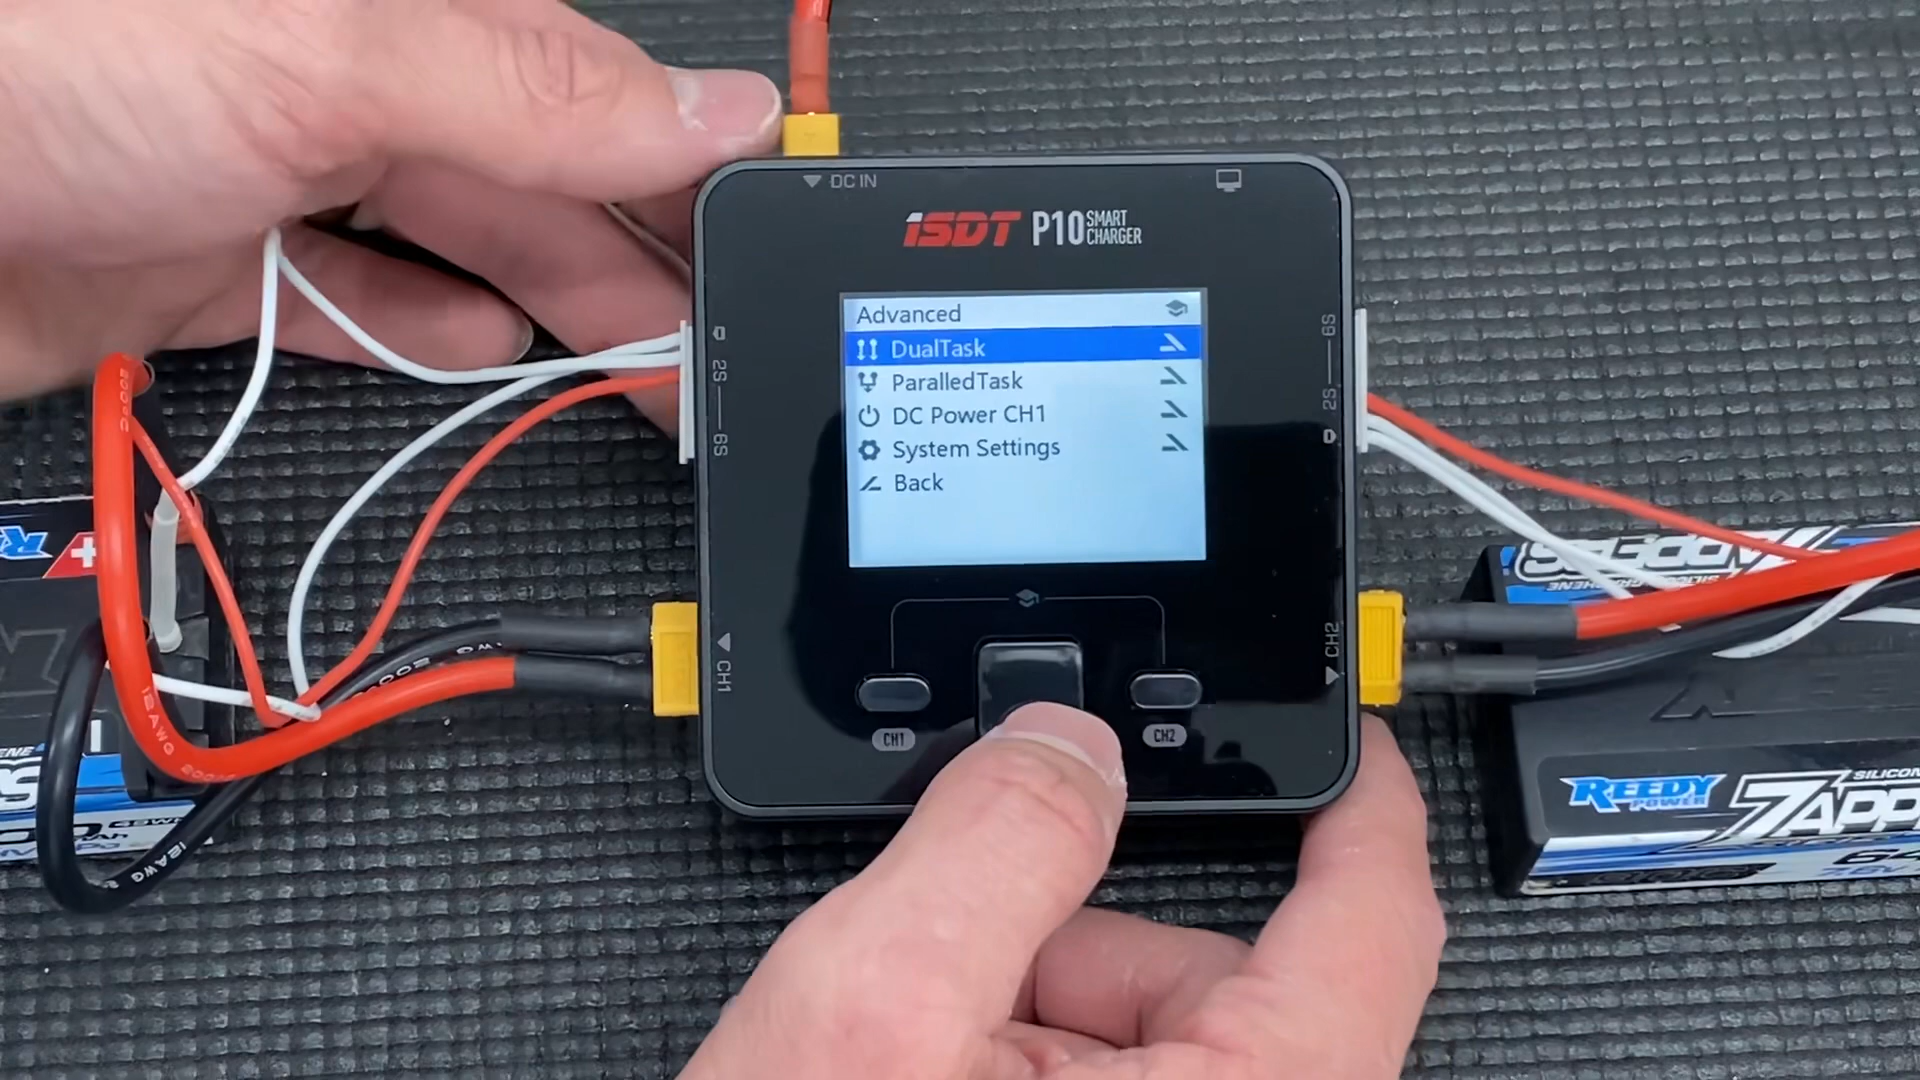 DC IN
ISDT P10 SMART CHARGER
Advanced
DualTask
ParalledTask
DC Power CH1
System Settings
Back
2S
6S
6S
2S
CH1
CH2
CH1
CH2
12AWG
12AWG
REEDY
POWER
ZAPP
SILICON